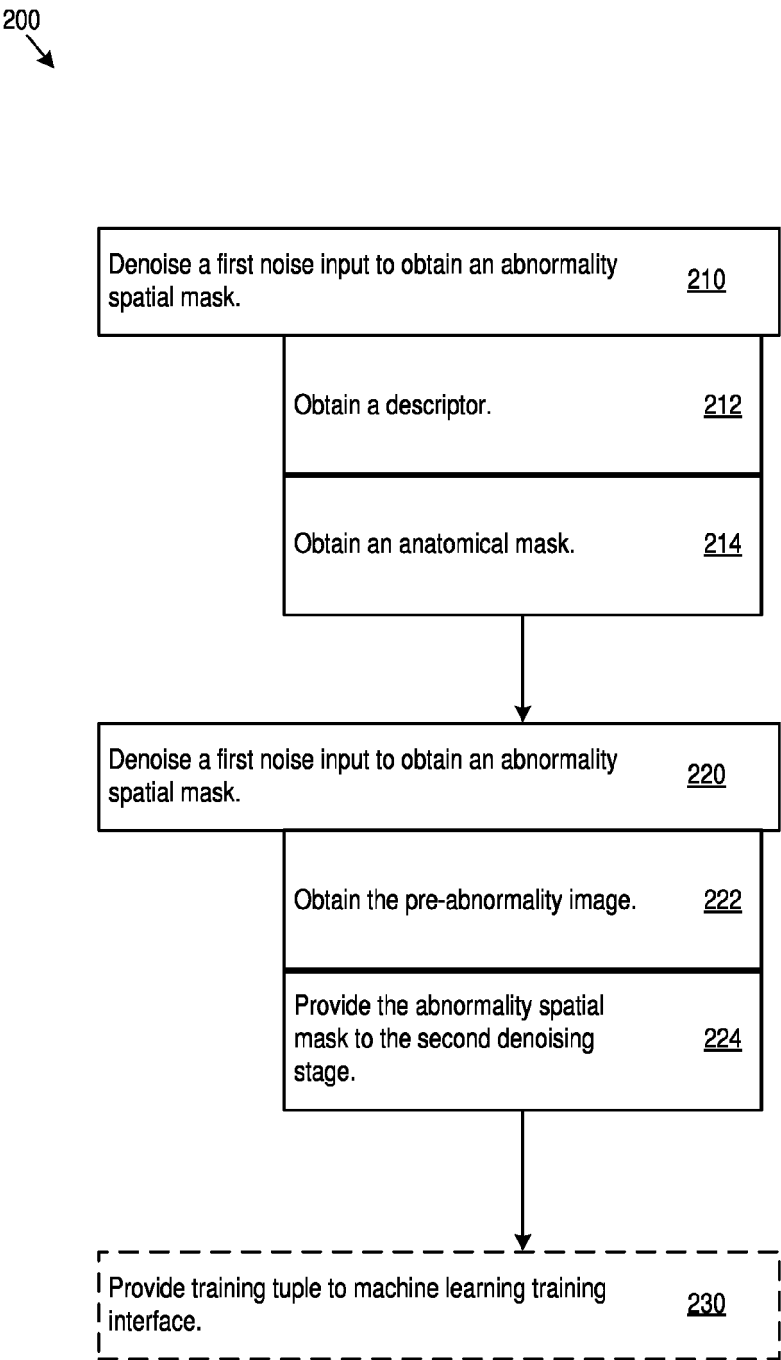 200
Denoise a first noise input to obtain an abnormality
spatial mask.
210
Obtain a descriptor.
212
Obtain an anatomical mask.
214
Denoise a first noise input to obtain an abnormality
spatial mask.
220
Obtain the pre-abnormality image.
222
Provide the abnormality spatial
mask to the second denoising
stage.
224
Provide training tuple to machine learning training
interface.
230